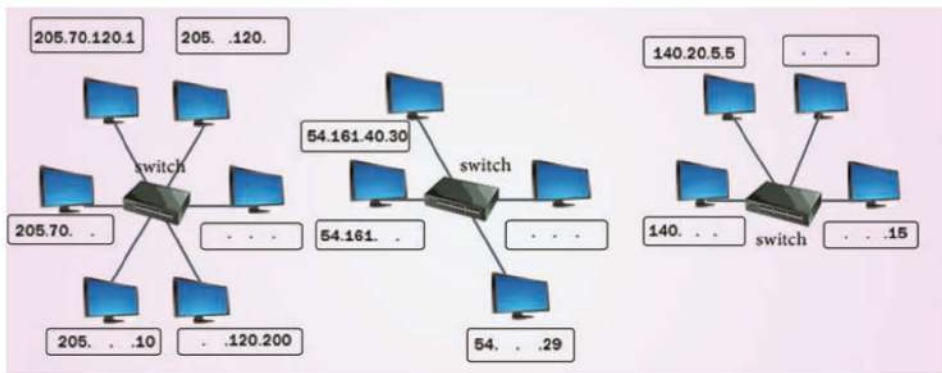 205.70.120.1
205. .120.
140.20.5.5
. . .
54.161.40.30
switch
switch
205.70. .
. . .
54.161. .
. . .
140. . .
switch
. . .15
205. . .10
. .120.200
54. . .29